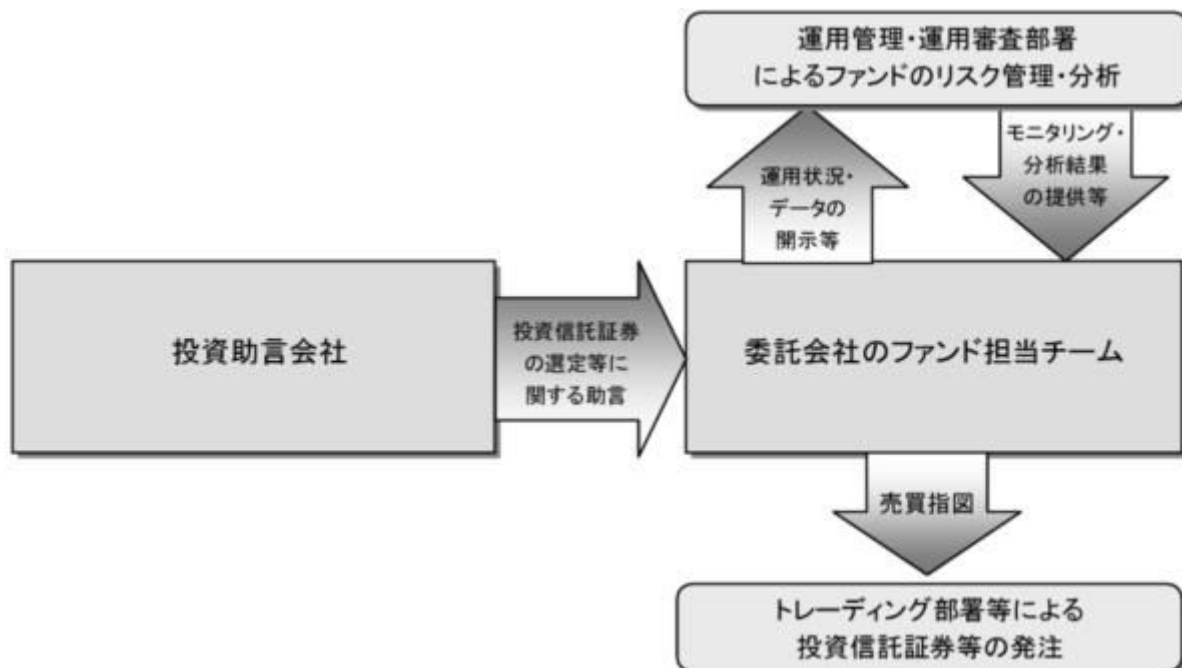 運用管理・運用審査部署
によるファンドのリスク管理・分析
運用状況・
データの
開示等
モニタリング・
分析結果
の提供等
投資助言会社
投資信託証券
の選定等に
関する助言
委託会社のファンド担当チーム
売買指図
トレーディング部署等による
投資信託証券等の発注